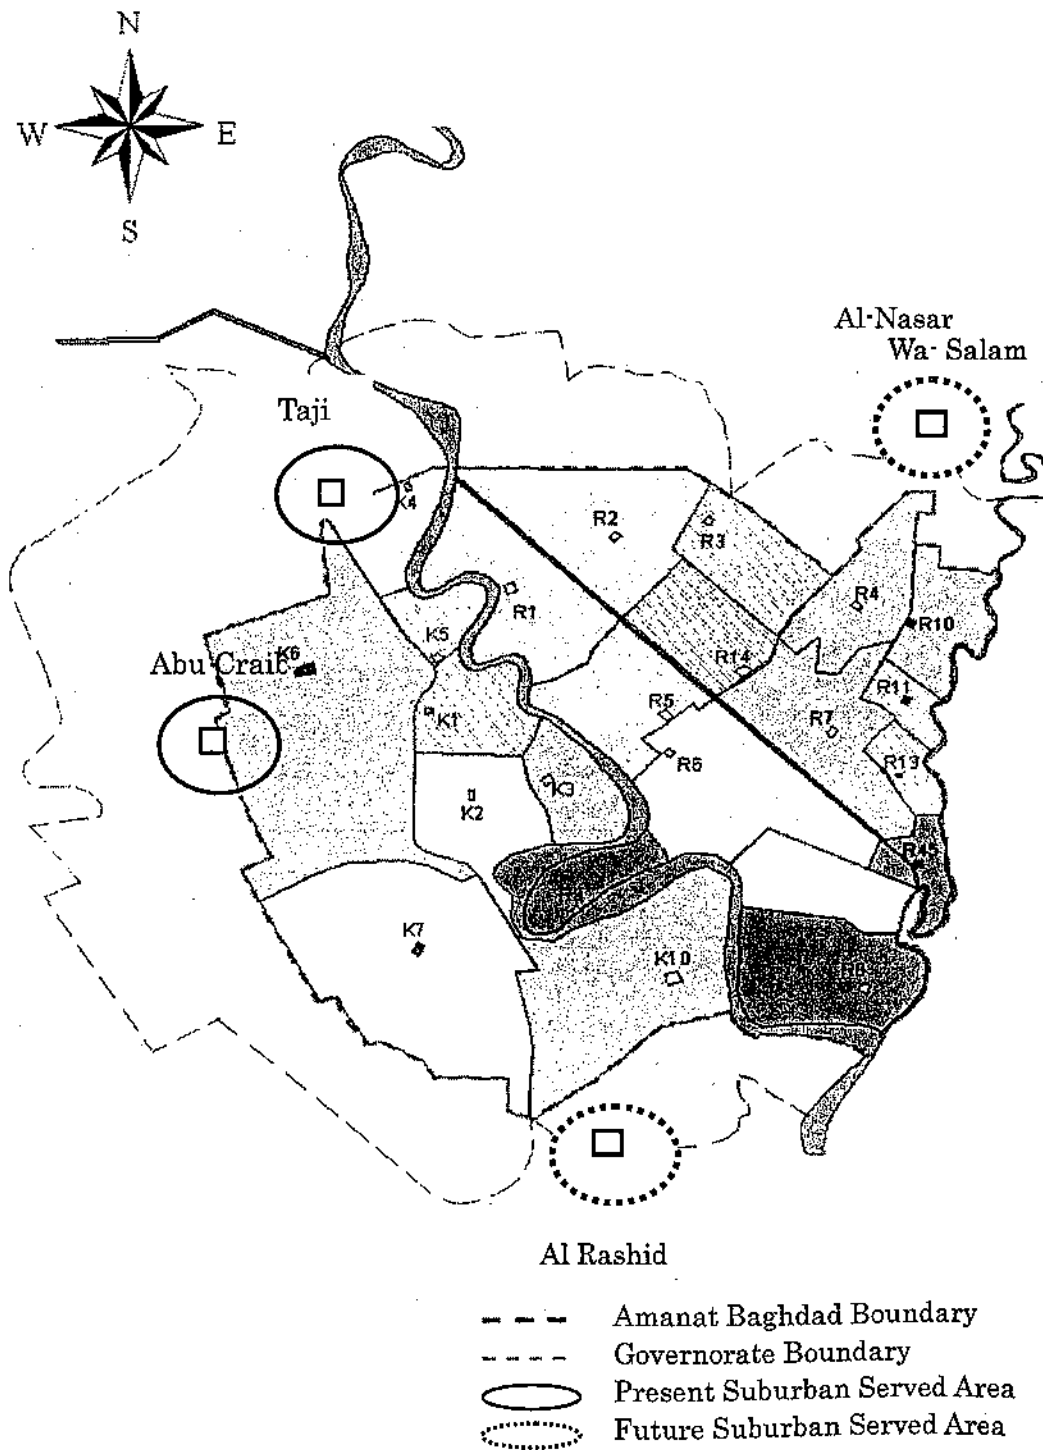 N
W E
S
Al-Nasar
Wa- Salam
Taji
K4
R2
R3
R1
R4
R10
K5
R14
K6
Abu Craib
R11
R5
K1
R7
R6
R13
K3
K2
R45
K7
K10
R8
Al Rashid
Amanat Baghdad Boundary
Governorate Boundary
Present Suburban Served Area
Future Suburban Served Area